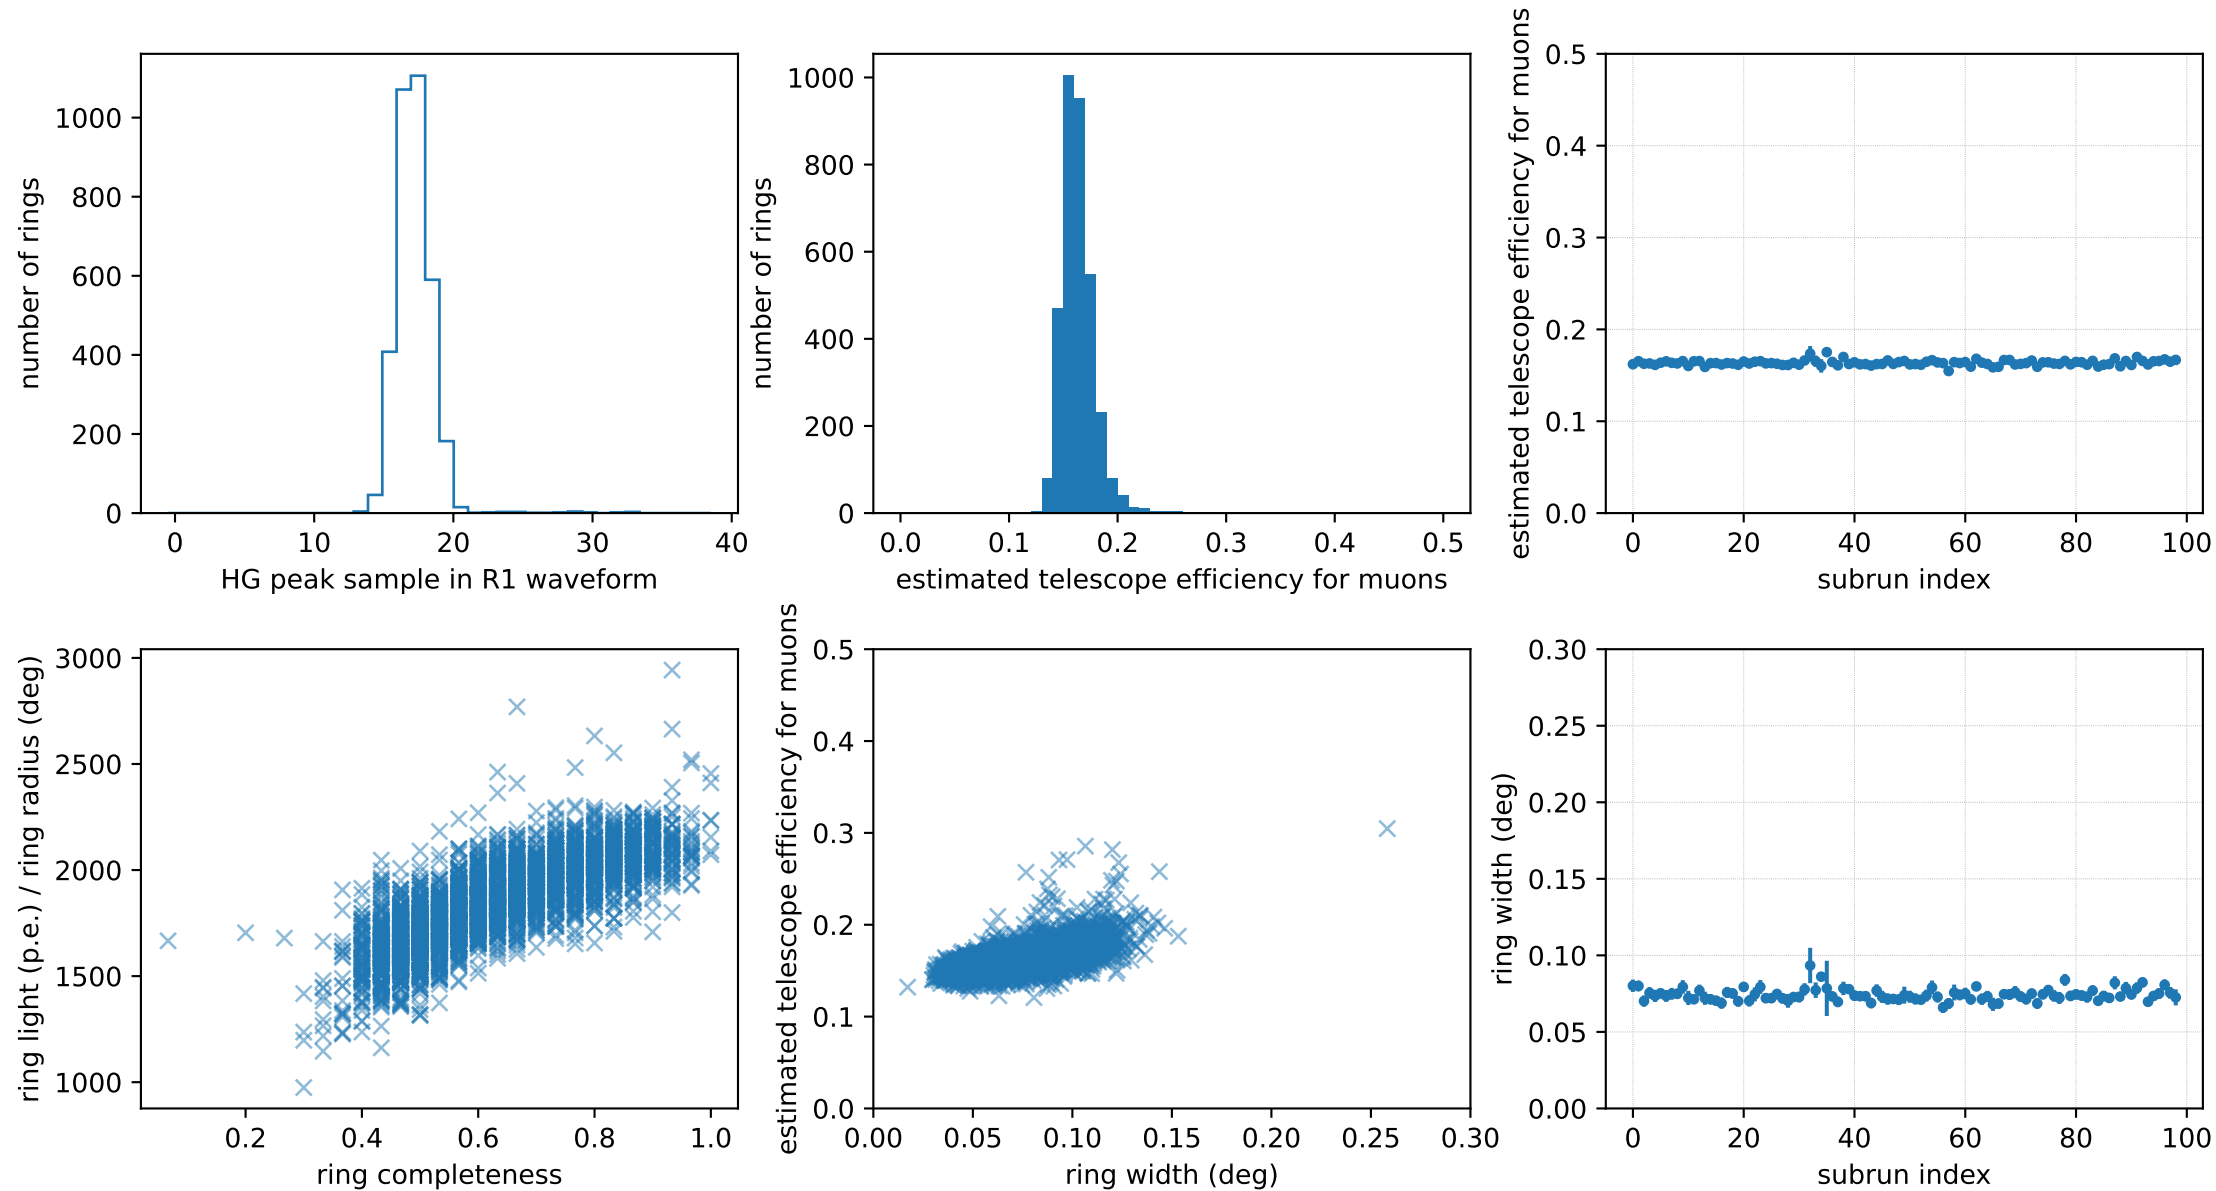 number of rings
1000
800
600
400
200
0
0 10 20 30 40
HG peak sample in R1 waveform
number of rings
1000
800
600
400
200
0
0.0 0.1 0.2 0.3 0.4 0.5
estimated telescope efficiency for muons
estimated telescope efficiency for muons
0.5
0.4
0.3
0.2
0.1
0.0
0 20 40 60 80 100
subrun index
ring light (p.e.) / ring radius (deg)
3000
2500
2000
1500
1000
0.2 0.4 0.6 0.8 1.0
ring completeness
estimated telescope efficiency for muons
0.5
0.4
0.3
0.2
0.1
0.0
0.00 0.05 0.10 0.15 0.20 0.25 0.30
ring width (deg)
ring width (deg)
0.30
0.25
0.20
0.15
0.10
0.05
0.00
0 20 40 60 80 100
subrun index